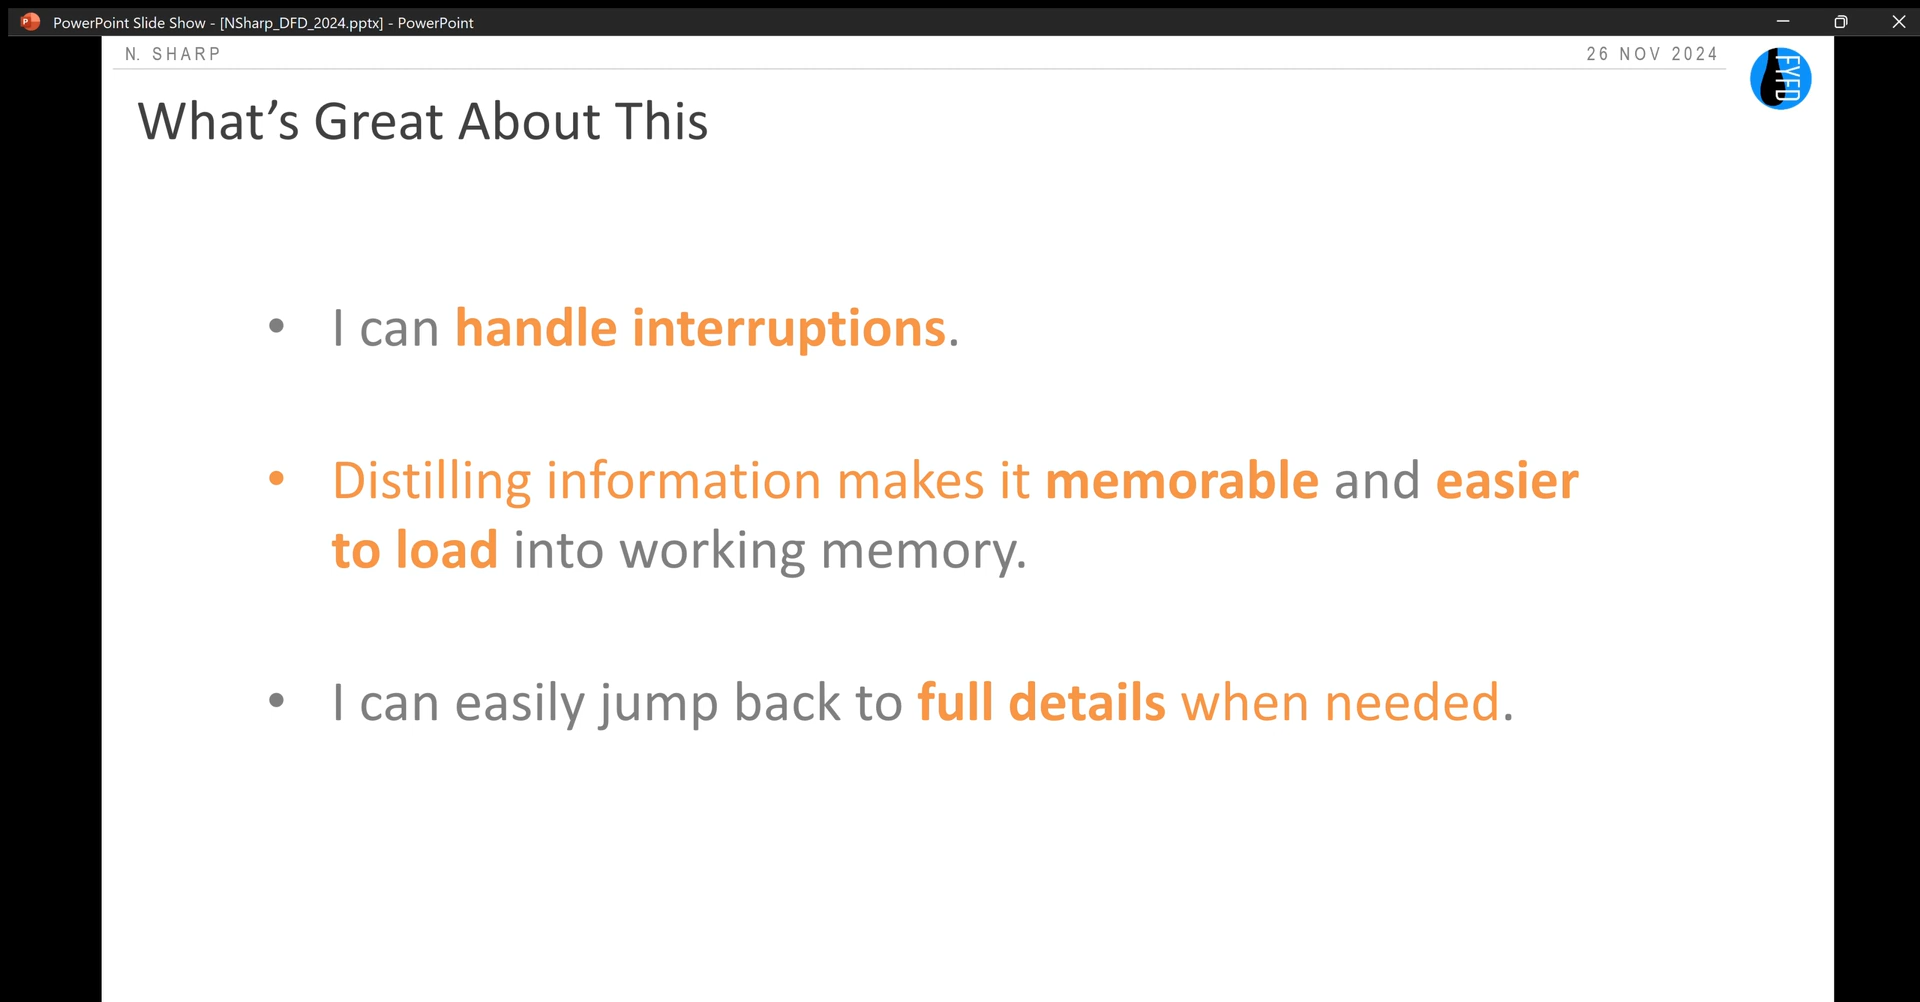 PowerPoint Slide Show - [NSharp_DFD_2024.pptx] - PowerPoint
N. SHARP
26 NOV 2024
FYFD
What’s Great About This
• I can handle interruptions.
• Distilling information makes it memorable and easier
to load into working memory.
• I can easily jump back to full details when needed.